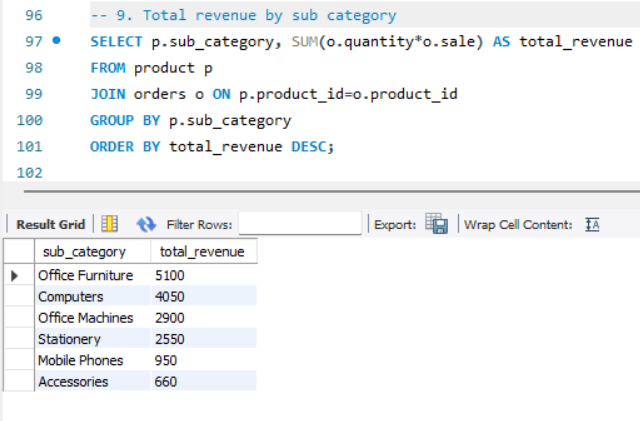 96 -- 9. Total revenue by sub category
97 SELECT p.sub_category, SUM(o.quantity*o.sale) AS total_revenue
98 FROM product p
99 JOIN orders o ON p.product_id=o.product_id
100 GROUP BY p.sub_category
101 ORDER BY total_revenue DESC;
102
Result Grid Filter Rows: Export: Wrap Cell Content: IA
sub_category total_revenue
Office Furniture 5100
Computers 4050
Office Machines 2900
Stationery 2550
Mobile Phones 950
Accessories 660